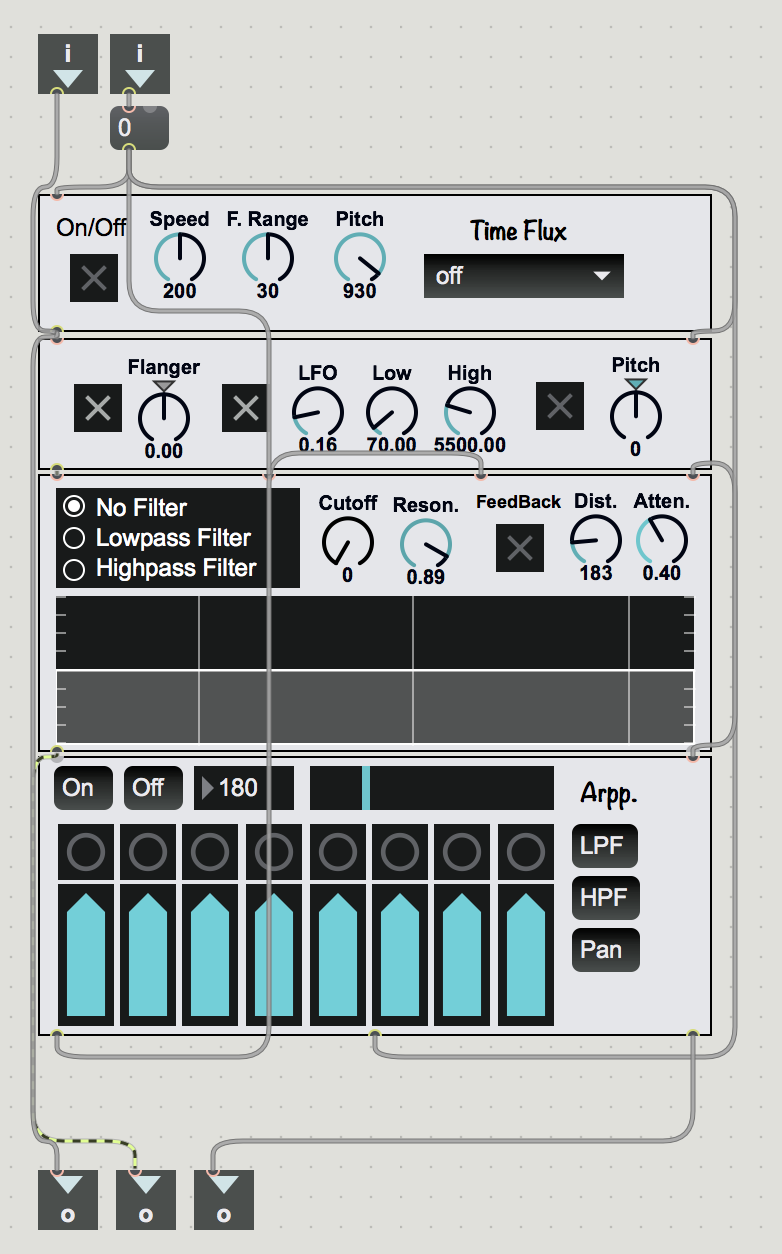 i i
0
On/Off Speed F. Range Pitch Time Flux
200 30 930 off
Flanger LFO Low High Pitch
0.00 0.16 70.00 5500.00 0
No Filter
Lowpass Filter
Highpass Filter
Cutoff Reson. FeedBack Dist. Atten.
0 0.89 183 0.40
On Off 180 Arpp.
LPF
HPF
Pan
o o o